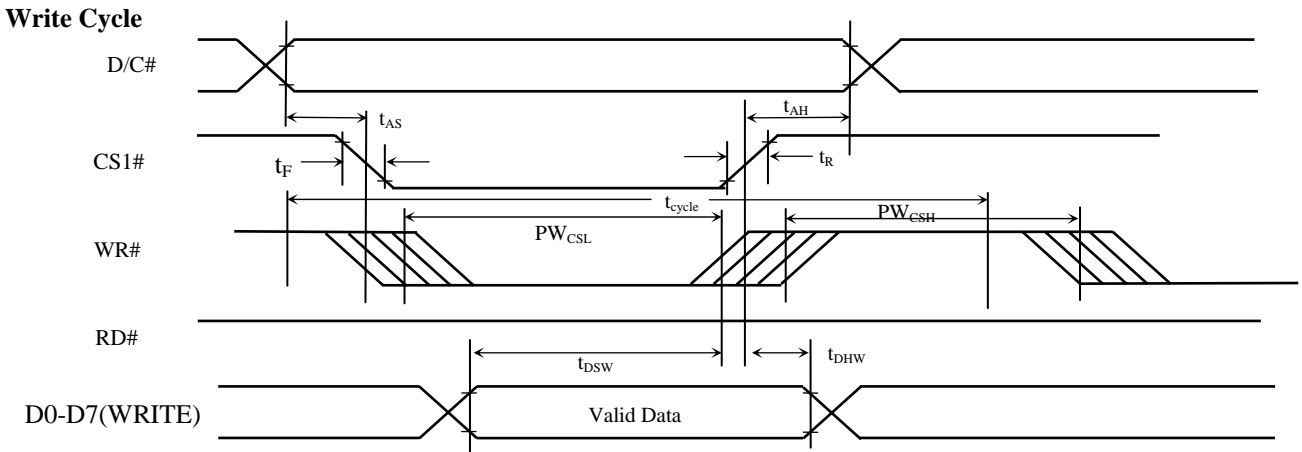 Write Cycle
D/C#
tAS
tAH
CS1#
tF
tR
tcycle
PWCSL
PWCSH
WR#
RD#
tDSW
tDHW
D0-D7(WRITE)
Valid Data